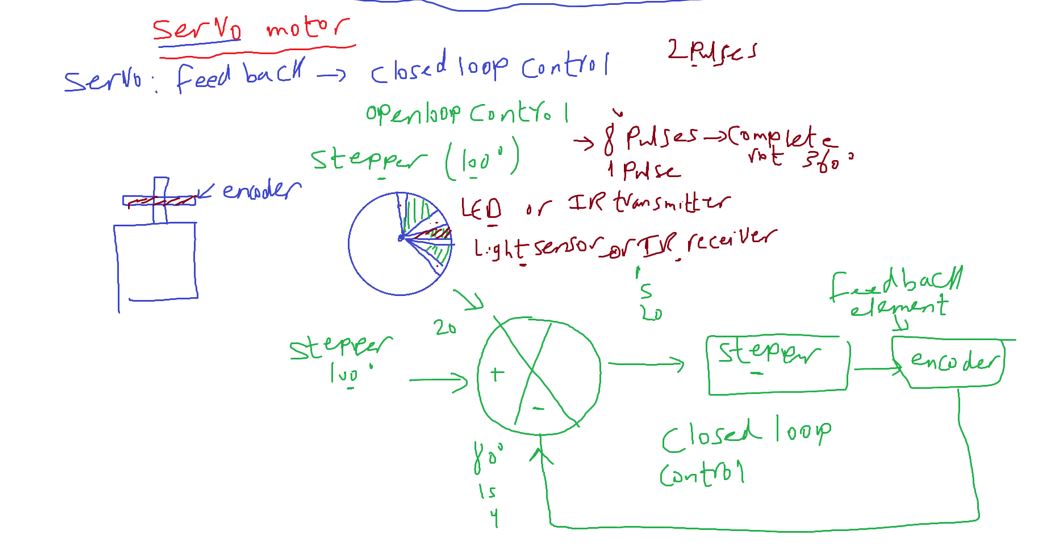 Servo motor
2 Pulses
Servo: feedback → closed loop control
openloop control
stepper (100°)
→ 8 Pulses → Complete
rot 360°
1 Pulse
encoder
LED or IR transmitter
Light sensor or IR receiver
1
5
20
feedback
element
20
stepper
100°
+
-
stepper
encoder
closed loop
control
80°
15
4